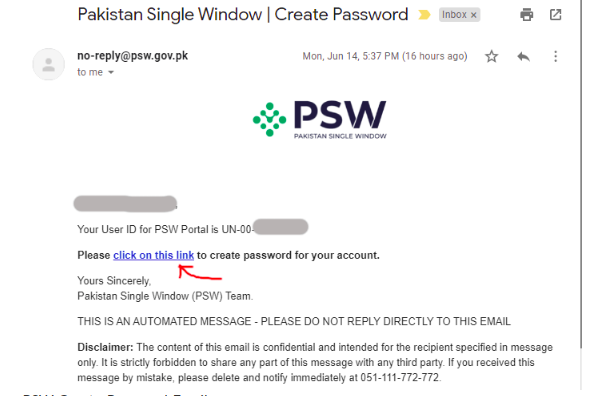 Pakistan Single Window | Create Password Inbox x
no-reply@psw.gov.pk Mon, Jun 14, 5:37 PM (16 hours ago)
to me
PSW
PAKISTAN SINGLE WINDOW
Your User ID for PSW Portal is UN-00-
Please click on this link to create password for your account.
Yours Sincerely,
Pakistan Single Window (PSW) Team.
THIS IS AN AUTOMATED MESSAGE - PLEASE DO NOT REPLY DIRECTLY TO THIS EMAIL
Disclaimer: The content of this email is confidential and intended for the recipient specified in message
only. It is strictly forbidden to share any part of this message with any third party. If you received this
message by mistake, please delete and notify immediately at 051-111-772-772.